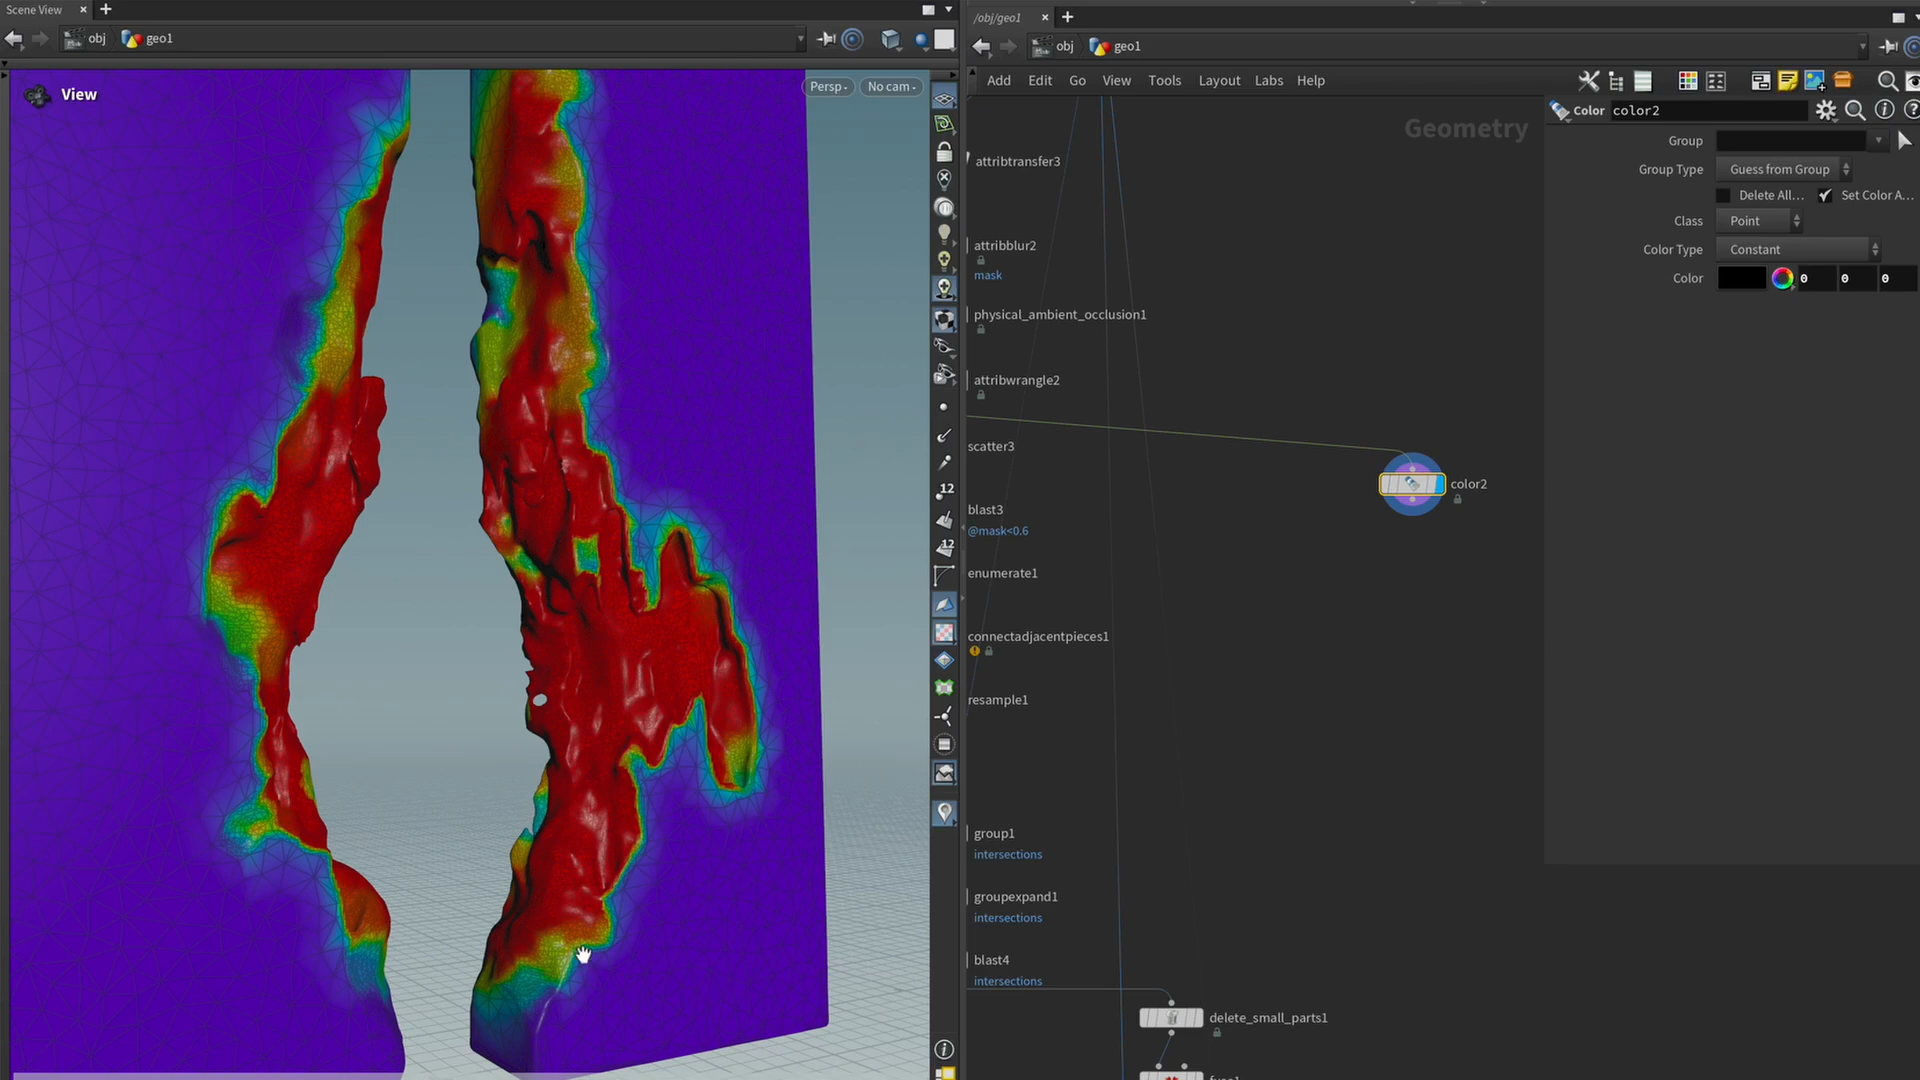 Scene View
obj
geo1
View
Persp
No cam
12
12
/obj/geo1
obj
geo1
Add Edit Go View Tools Layout Labs Help
Geometry
attribtransfer3
attribblur2
mask
physical_ambient_occlusion1
attribwrangle2
scatter3
blast3
@mask<0.6
enumerate1
connectadjacentpieces1
resample1
group1
intersections
groupexpand1
intersections
blast4
intersections
delete_small_parts1
color2
Color color2
Group
Group Type Guess from Group
Delete All... Set Color A...
Class Point
Color Type Constant
Color 0 0 0